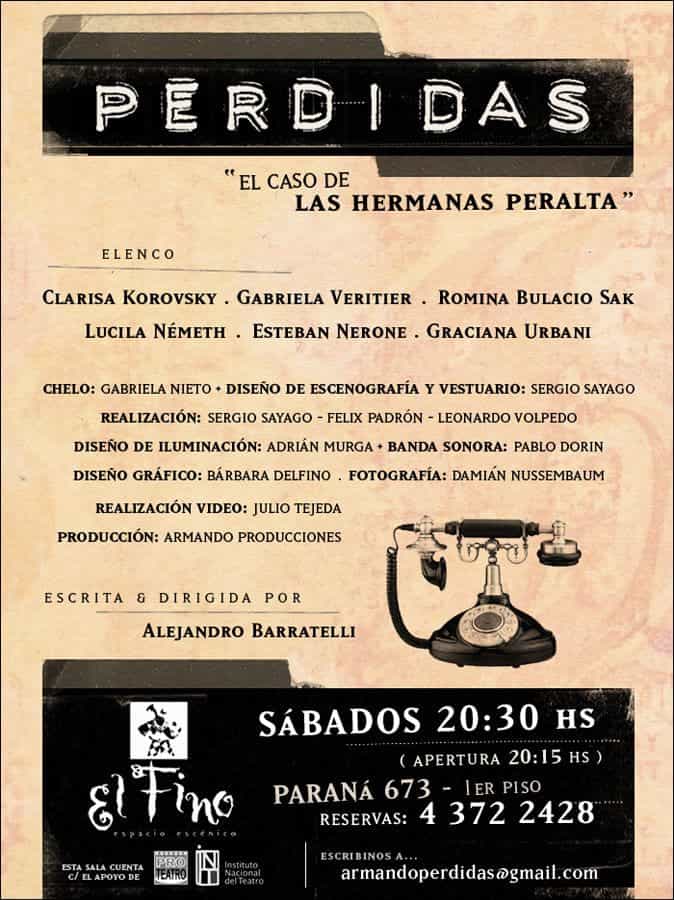 PERDIDAS
"EL CASO DE
LAS HERMANAS PERALTA"
ELENCO
CLARISA KOROVSKY . GABRIELA VERITIER . ROMINA BULACIO SAK
LUCILA NÉMETH . ESTEBAN NERONE . GRACIANA URBANI
CHELO: GABRIELA NIETO • DISEÑO DE ESCENOGRAFÍA Y VESTUARIO: SERGIO SAYAGO
REALIZACIÓN: SERGIO SAYAGO - FELIX PADRÓN - LEONARDO VOLPEDO
DISEÑO DE ILUMINACIÓN: ADRIÁN MURGA • BANDA SONORA: PABLO DORIN
DISEÑO GRÁFICO: BÁRBARA DELFINO . FOTOGRAFÍA: DAMIÁN NUSSEMBAUM
REALIZACIÓN VIDEO: JULIO TEJEDA
PRODUCCIÓN: ARMANDO PRODUCCIONES
ESCRITA & DIRIGIDA POR
ALEJANDRO BARRATELLI
SÁBADOS 20:30 HS
( APERTURA 20:15 HS )
PARANÁ 673 - 1ER PISO
RESERVAS: 4 372 2428
El Fino
espacio escénico
ESTA SALA CUENTA
C/ EL APOYO DE
PRO
TEATRO
INT
Instituto
Nacional
del Teatro
ESCRIBINOS A...
armandoperdidas@gmail.com